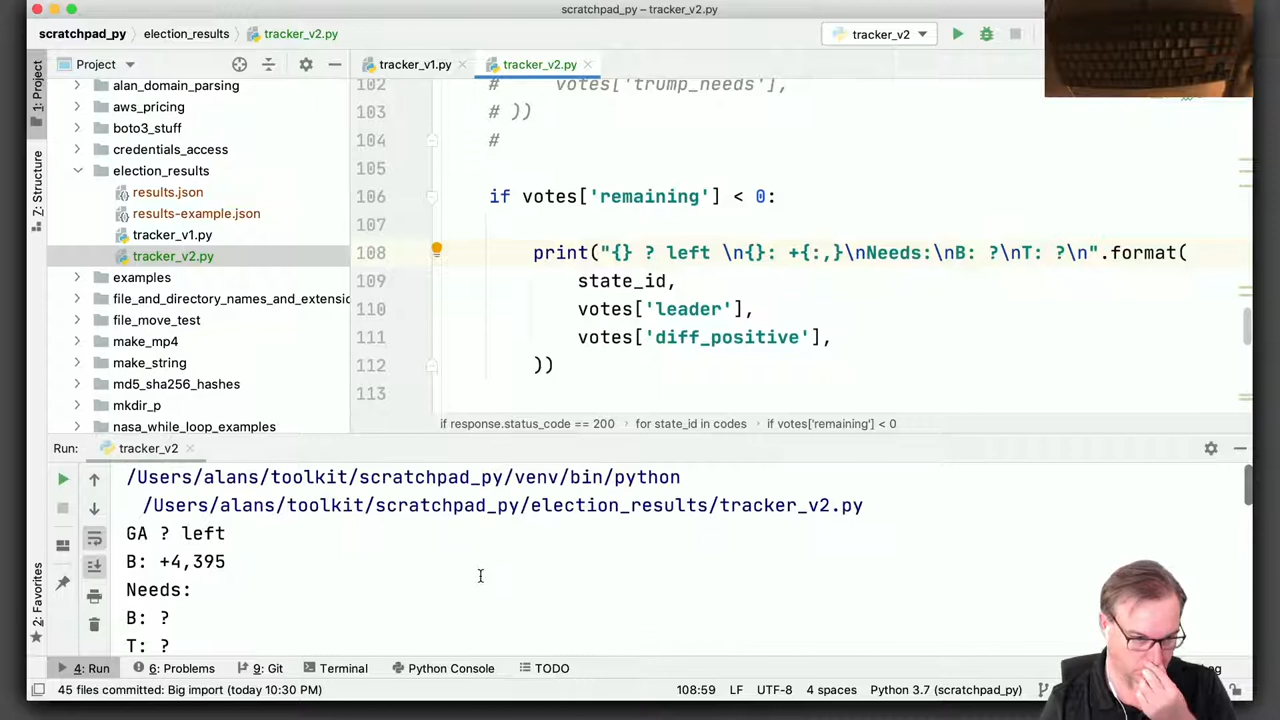 scratchpad_py – tracker_v2.py
scratchpad_py election_results tracker_v2.py
tracker_v2
1: Project
Z: Structure
2: Favorites
Project
alan_domain_parsing
aws_pricing
boto3_stuff
credentials_access
election_results
results.json
results-example.json
tracker_v1.py
tracker_v2.py
examples
file_and_directory_names_and_extensio
file_move_test
make_mp4
make_string
md5_sha256_hashes
mkdir_p
nasa_while_loop_examples
tracker_v1.py tracker_v2.py
102 # votes['trump_needs'],
103 # ))
104 #
105
106 if votes['remaining'] < 0:
107
108 print("{} ? left \n{}: +{:,}\nNeeds:\nB: ?\nT: ?\n".format(
109 state_id,
110 votes['leader'],
111 votes['diff_positive'],
112 ))
113
if response.status_code == 200 › for state_id in codes › if votes['remaining'] < 0
Run: tracker_v2
/Users/alans/toolkit/scratchpad_py/venv/bin/python
/Users/alans/toolkit/scratchpad_py/election_results/tracker_v2.py
GA ? left
B: +4,395
Needs:
B: ?
T: ?
4: Run 6: Problems 9: Git Terminal Python Console TODO
45 files committed: Big import (today 10:30 PM) 108:59 LF UTF-8 4 spaces Python 3.7 (scratchpad_py)